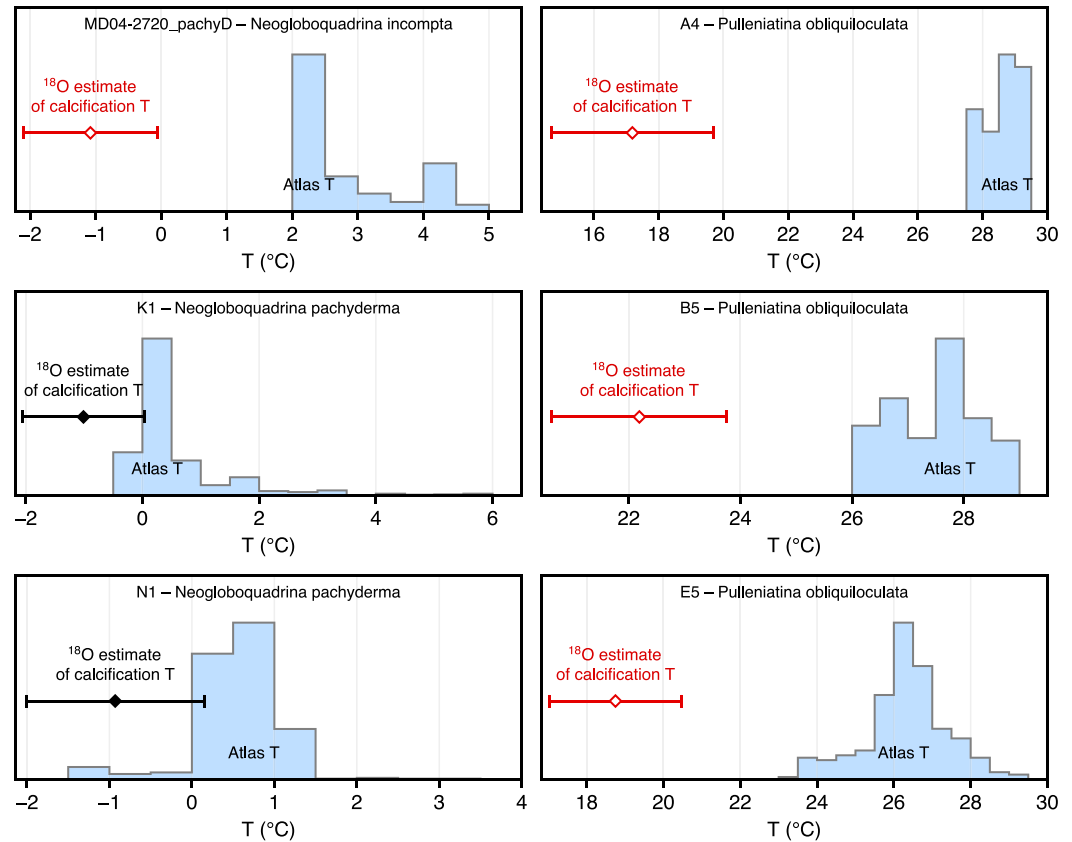 MD04-2720_pachyD – Neogloboquadrina incompta
¹⁸O estimate
of calcification T
Atlas T
−2 −1 0 1 2 3 4 5
T (°C)
A4 – Pulleniatina obliquiloculata
¹⁸O estimate
of calcification T
Atlas T
16 18 20 22 24 26 28 30
T (°C)
K1 – Neogloboquadrina pachyderma
¹⁸O estimate
of calcification T
Atlas T
−2 0 2 4 6
T (°C)
B5 – Pulleniatina obliquiloculata
¹⁸O estimate
of calcification T
Atlas T
22 24 26 28
T (°C)
N1 – Neogloboquadrina pachyderma
¹⁸O estimate
of calcification T
Atlas T
−2 −1 0 1 2 3 4
T (°C)
E5 – Pulleniatina obliquiloculata
¹⁸O estimate
of calcification T
Atlas T
18 20 22 24 26 28 30
T (°C)